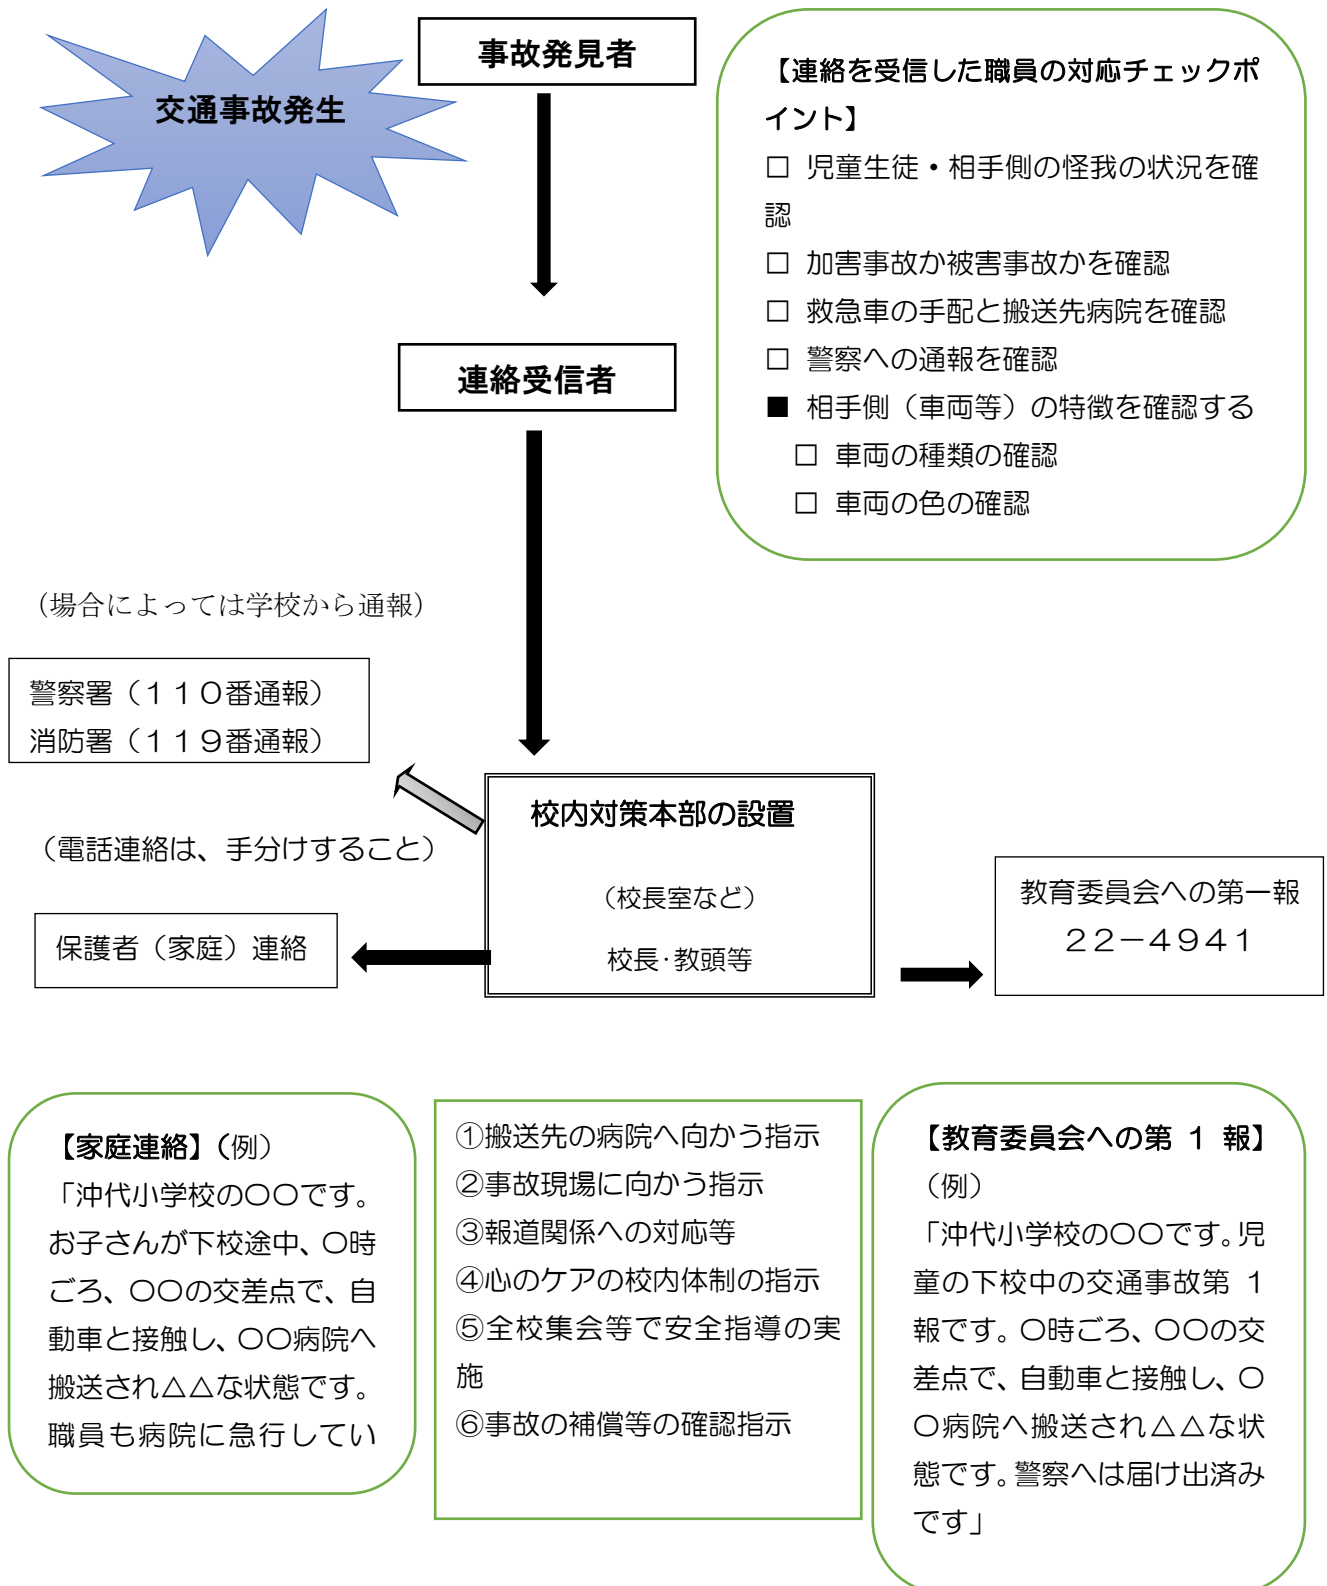 交通事故発生
事故発見者
【連絡を受信した職員の対応チェックポ
イント】
□ 児童生徒・相手側の怪我の状況を確
認
□ 加害事故か被害事故かを確認
□ 救急車の手配と搬送先病院を確認
□ 警察への通報を確認
■ 相手側（車両等）の特徴を確認する
□ 車両の種類の確認
□ 車両の色の確認
連絡受信者
（場合によっては学校から通報）
警察署（１１０番通報）
消防署（１１９番通報）
校内対策本部の設置
（校長室など）
校長・教頭等
（電話連絡は、手分けすること）
保護者（家庭）連絡
教育委員会への第一報
２２－４９４１
【家庭連絡】（例）
「沖代小学校の〇〇です。
お子さんが下校途中、〇時
ごろ、〇〇の交差点で、自
動車と接触し、〇〇病院へ
搬送され△△な状態です。
職員も病院に急行してい
①搬送先の病院へ向かう指示
②事故現場に向かう指示
③報道関係への対応等
④心のケアの校内体制の指示
⑤全校集会等で安全指導の実
施
⑥事故の補償等の確認指示
【教育委員会への第 1 報】
（例）
「沖代小学校の〇〇です。児
童の下校中の交通事故第 1
報です。〇時ごろ、〇〇の交
差点で、自動車と接触し、〇
〇病院へ搬送され△△な状
態です。警察へは届け出済み
です」